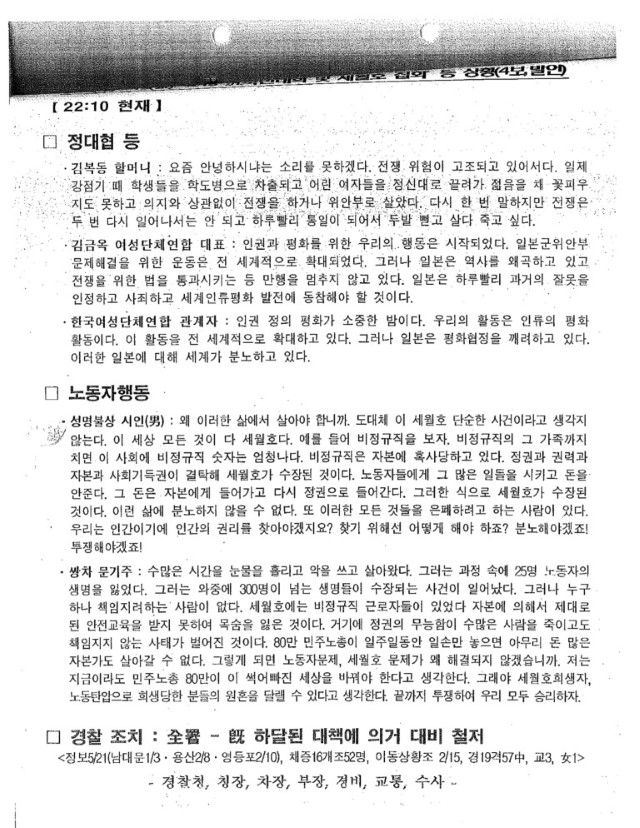 세월호 집회 등 상황(4보,발언)
【 22:10 현재 】
□ 정대협 등
· 김복동 할머니 : 요즘 안녕하시냐는 소리를 못하겠다. 전쟁 위험이 고조되고 있어서다. 일제
강점기 때 학생들을 학도병으로 차출되고 어린 여자들을 정신대로 끌려가 젊음을 채 꽃피우
지도 못하고 의지와 상관없이 전쟁을 하거나 위안부로 살았다. 다시 한 번 말하지만 전쟁은
두 번 다시 일어나서는 안 되고 하루빨리 통일이 되어서 두발 뻗고 살다 죽고 싶다.
· 김금옥 여성단체연합 대표 : 인권과 평화를 위한 우리의 행동은 시작되었다. 일본군위안부
문제해결을 위한 운동은 전 세계적으로 확대되었다. 그러나 일본은 역사를 왜곡하고 있고
전쟁을 위한 법을 통과시키는 등 만행을 멈추지 않고 있다. 일본은 하루빨리 과거의 잘못을
인정하고 사죄하고 세계인류평화 발전에 동참해야 할 것이다.
· 한국여성단체연합 관계자 : 인권 정의 평화가 소중한 밤이다. 우리의 활동은 인류의 평화
활동이다. 이 활동을 전 세계적으로 확대하고 있다. 그러나 일본은 평화협정을 깨려하고 있다.
이러한 일본에 대해 세계가 분노하고 있다.
□ 노동자행동
· 성명불상 시인(男) : 왜 이러한 삶에서 살아야 합니까. 도대체 이 세월호 단순한 사건이라고 생각지
않는다. 이 세상 모든 것이 다 세월호다. 예를 들어 비정규직을 보자. 비정규직의 그 가족까지
치면 이 사회에 비정규직 숫자는 엄청나다. 비정규직은 자본에 혹사당하고 있다. 정권과 권력과
자본과 사회기득권이 결탁해 세월호가 수장된 것이다. 노동자들에게 그 많은 일들을 시키고 돈을
안준다. 그 돈은 자본에게 들어가고 다시 정권으로 들어간다. 그러한 식으로 세월호가 수장된
것이다. 이런 삶에 분노하지 않을 수 없다. 또 이러한 모든 것들을 은폐하려고 하는 사람이 있다.
우리는 인간이기에 인간의 권리를 찾아야겠지요? 찾기 위해선 어떻게 해야 하죠? 분노해야겠죠!
투쟁해야겠죠!
· 쌍차 문기주 : 수많은 시간을 눈물을 흘리고 악을 쓰고 살아왔다. 그러는 과정 속에 25명 노동자의
생명을 잃었다. 그러는 와중에 300명이 넘는 생명들이 수장되는 사건이 일어났다. 그러나 누구
하나 책임지려하는 사람이 없다. 세월호에는 비정규직 근로자들이 있었다 자본에 의해서 제대로
된 안전교육을 받지 못하여 목숨을 잃은 것이다. 거기에 정권의 무능함이 수많은 사람을 죽이고도
책임지지 않는 사태가 벌어진 것이다. 80만 민주노총이 일주일동안 일손만 놓으면 아무리 돈 많은
자본가도 살아갈 수 없다. 그렇게 되면 노동자문제, 세월호 문제가 왜 해결되지 않겠습니까. 저는
지금이라도 민주노총 80만이 이 썩어빠진 세상을 바꿔야 한다고 생각한다. 그래야 세월호희생자,
노동탄압으로 희생당한 분들의 원혼을 달랠 수 있다고 생각한다. 끝까지 투쟁하여 우리 모두 승리하자.
□ 경찰 조치 : 全署 - 旣 하달된 대책에 의거 대비 철저
<정보5/21(남대문1/3 · 용산2/8 · 영등포2/10), 채증16개조52명, 이동상황조 2/15, 경19격57中, 교3, 女1>
- 경찰청, 청장, 차장, 부장, 경비, 교통, 수사 -